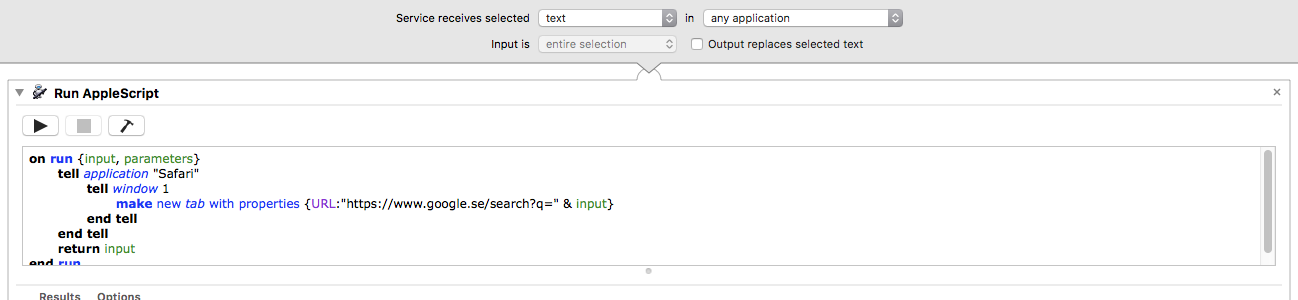 Service receives selected text in any application
Input is entire selection Output replaces selected text
Run AppleScript
on run {input, parameters}
tell application "Safari"
tell window 1
make new tab with properties {URL:"https://www.google.se/search?q=" & input}
end tell
end tell
return input
end run
Results Options